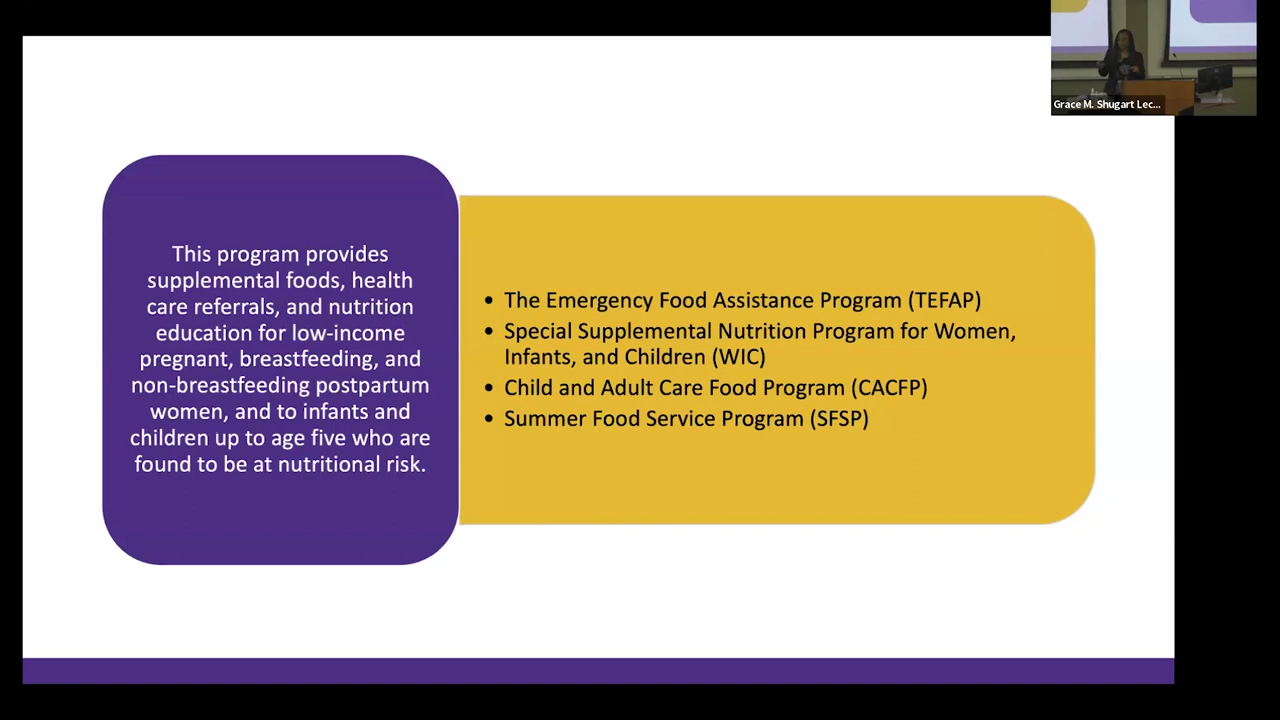 Grace M. Shugart Lec...
This program provides
supplemental foods, health
care referrals, and nutrition
education for low-income
pregnant, breastfeeding, and
non-breastfeeding postpartum
women, and to infants and
children up to age five who are
found to be at nutritional risk.
• The Emergency Food Assistance Program (TEFAP)
• Special Supplemental Nutrition Program for Women,
Infants, and Children (WIC)
• Child and Adult Care Food Program (CACFP)
• Summer Food Service Program (SFSP)